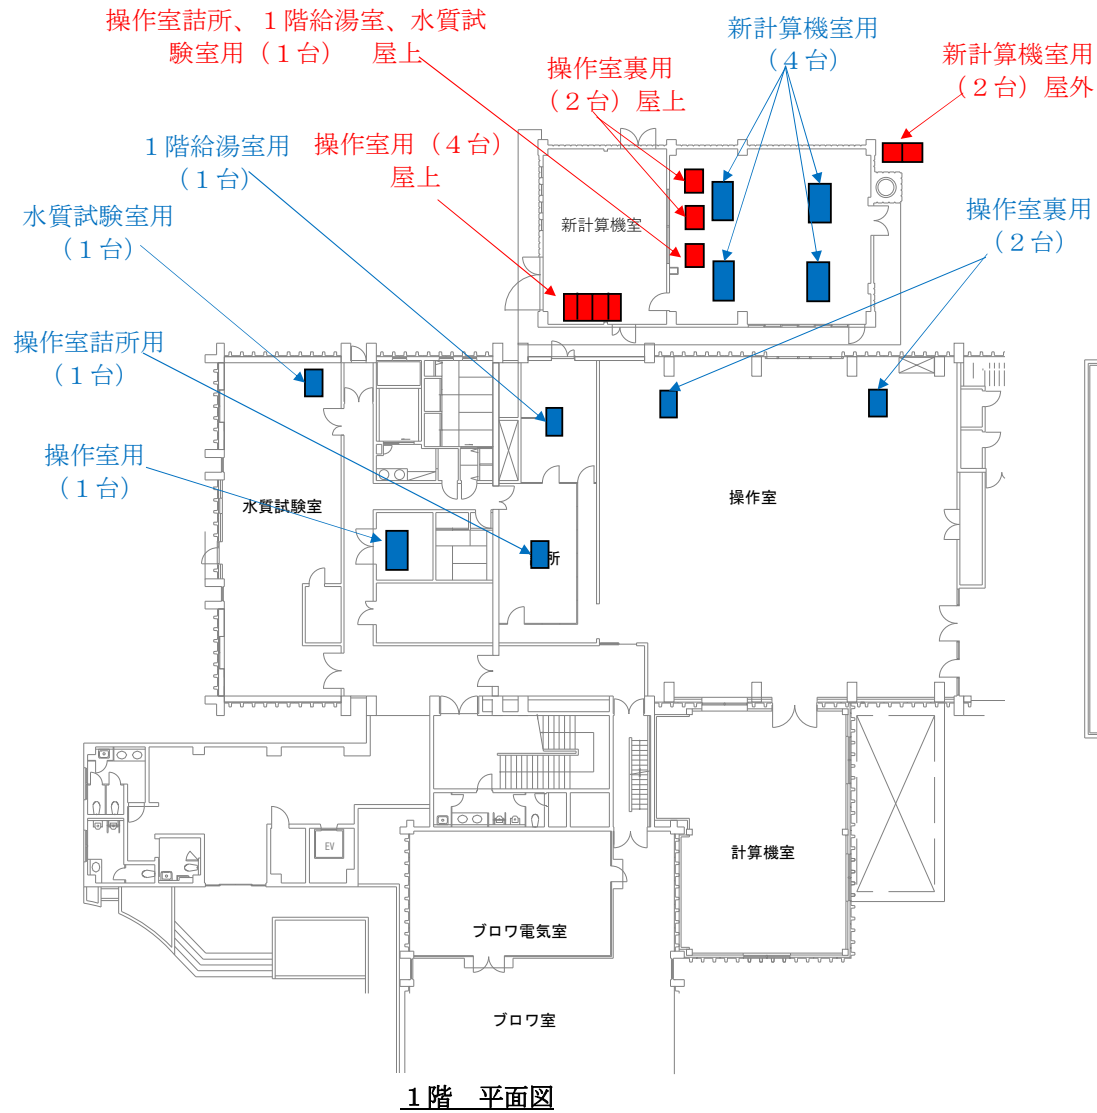 操作室詰所、１階給湯室、水質試
験室用（１台）　屋上
新計算機室用
（４台）
新計算機室用
（２台）屋外
操作室裏用
（２台）屋上
１階給湯室用
（１台）
操作室用（４台）
屋上
水質試験室用
（１台）
操作室裏用
（２台）
新計算機室
操作室詰所用
（１台）
操作室用
（１台）
水質試験室
操作室
所
EV
計算機室
ブロワ電気室
ブロワ室
１階　平面図